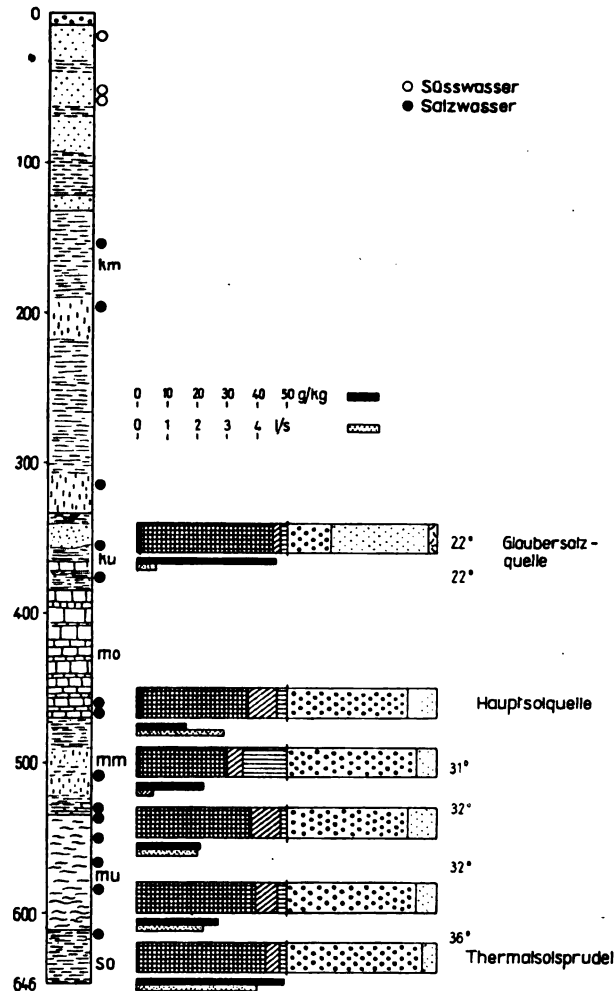 0
○ Süsswasser
● Salzwasser
100
km
200
0 10 20 30 40 50 g/kg
0 1 2 3 4 l/s
300
22° Glaubersalz-
ku 22° quelle
400
mo
Hauptsolquelle
500 mm 31°
32°
mu 32°
600 36°
so Thermalsolsprudel
646